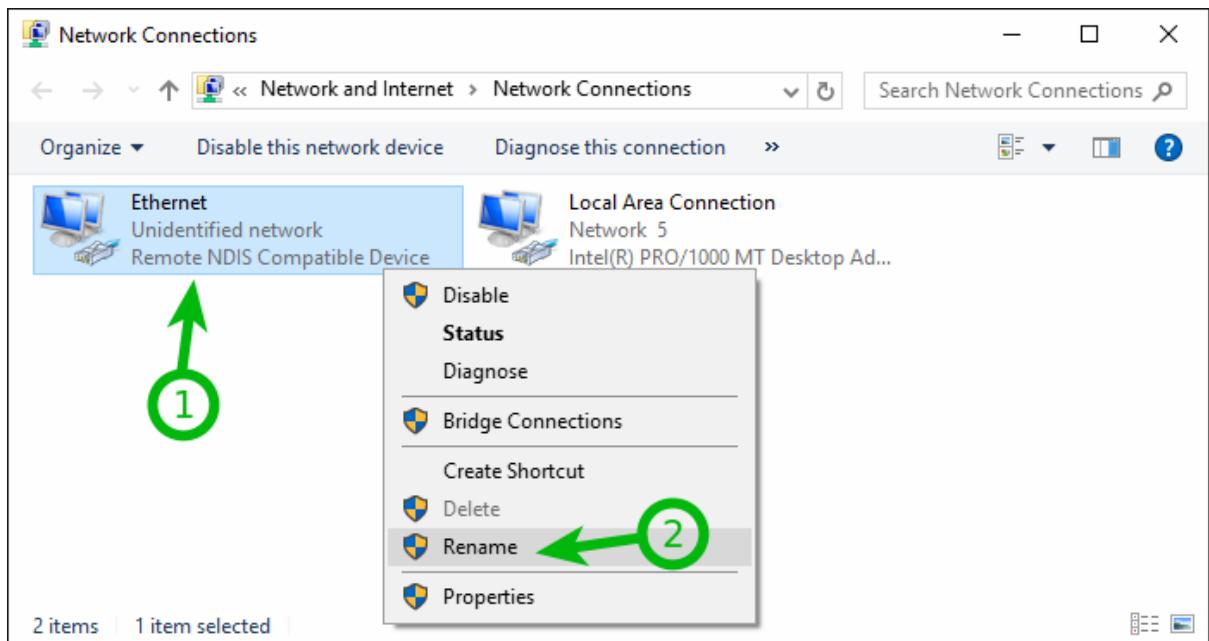 Network Connections
« Network and Internet > Network Connections
Search Network Connections
Organize Disable this network device Diagnose this connection »
?
Ethernet
Unidentified network
Remote NDIS Compatible Device
Local Area Connection
Network 5
Intel(R) PRO/1000 MT Desktop Ad...
1
Disable
Status
Diagnose
Bridge Connections
Create Shortcut
Delete
Rename
2
Properties
2 items 1 item selected